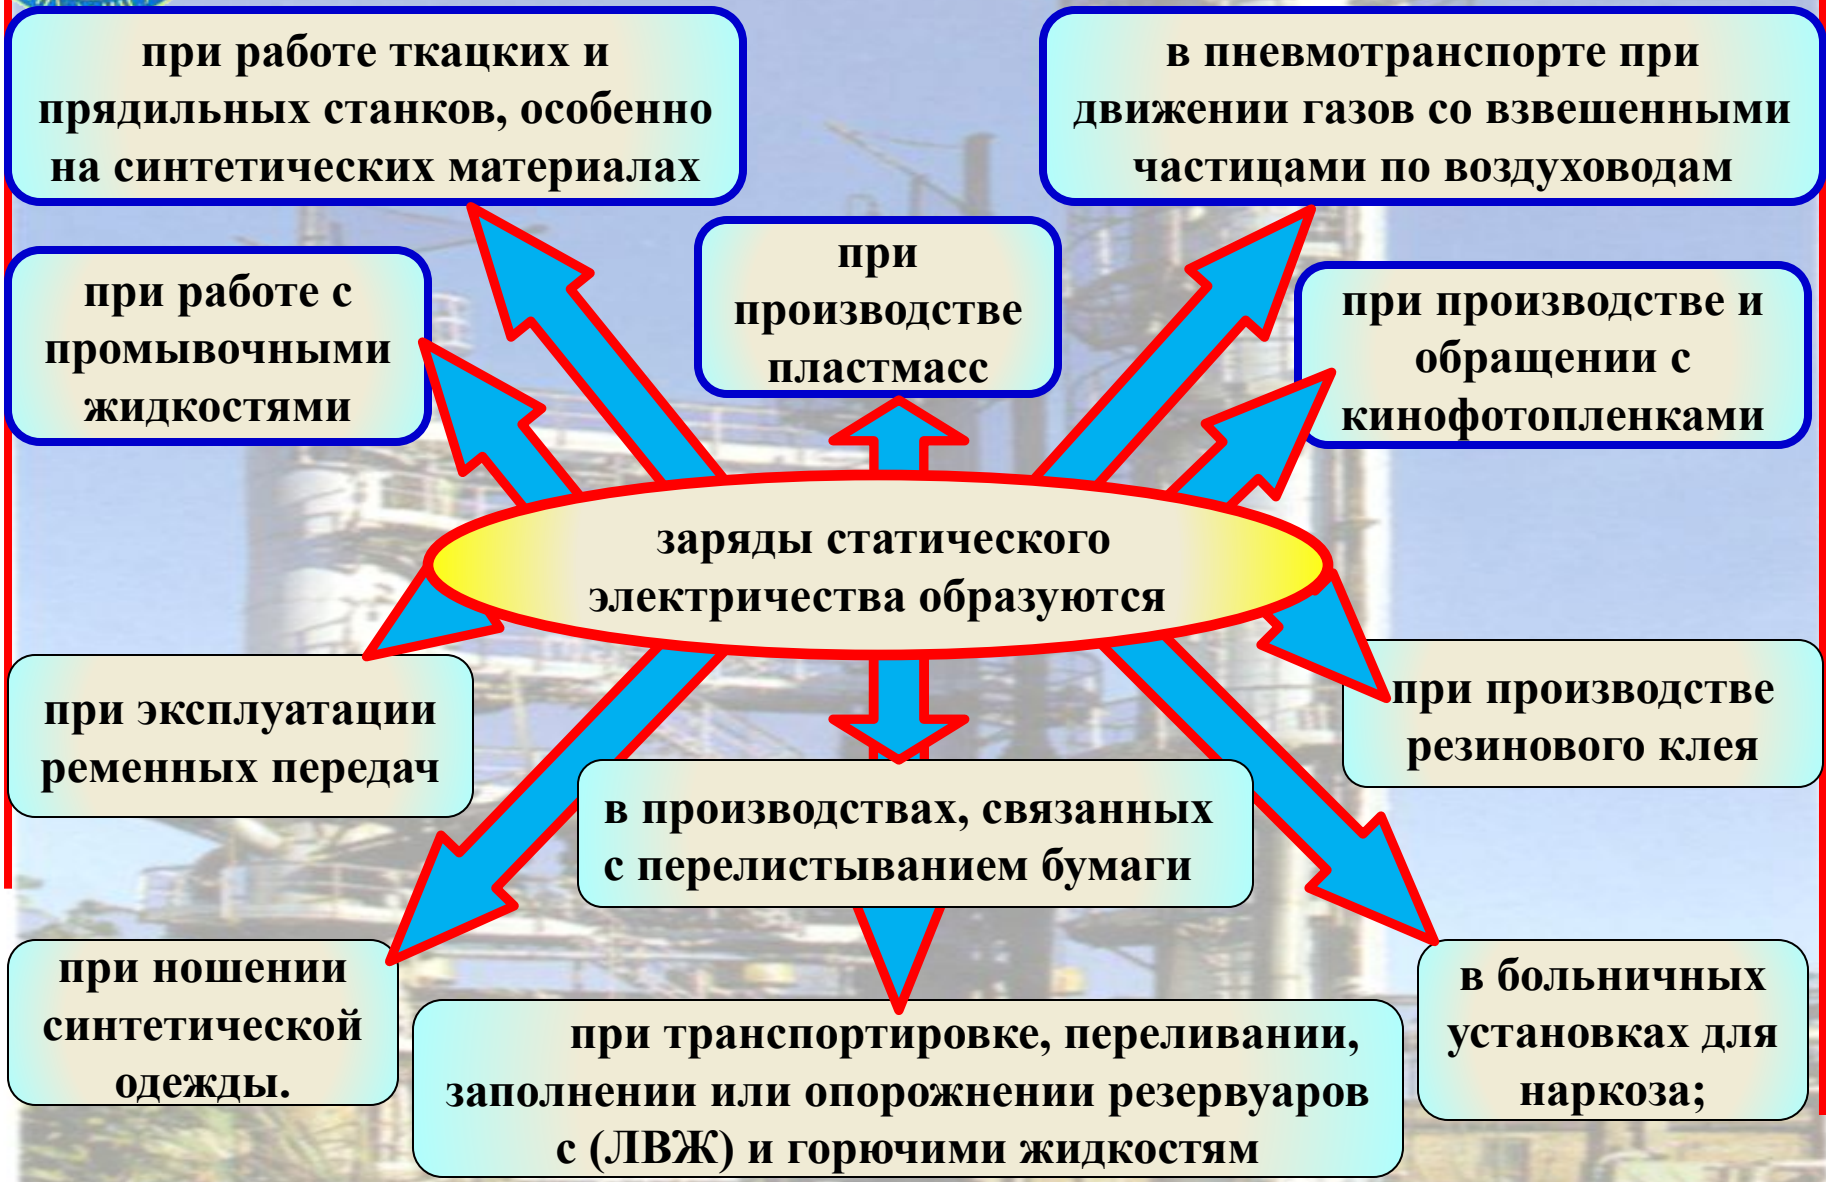 при работе ткацких и
прядильных станков, особенно
на синтетических материалах
в пневмотранспорте при
движении газов со взвешенными
частицами по воздуховодам
при
производстве
пластмасс
при работе с
промывочными
жидкостями
при производстве и
обращении с
кинофотопленками
заряды статического
электричества образуются
при эксплуатации
ременных передач
при производстве
резинового клея
в производствах, связанных
с перелистыванием бумаги
при ношении
синтетической
одежды.
при транспортировке, переливании,
заполнении или опорожнении резервуаров
с (ЛВЖ) и горючими жидкостям
в больничных
установках для
наркоза;